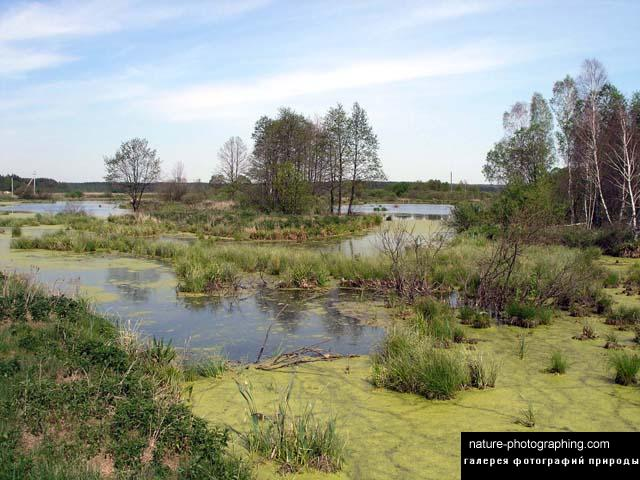 nature-photographing.com
галерея фотографий природы